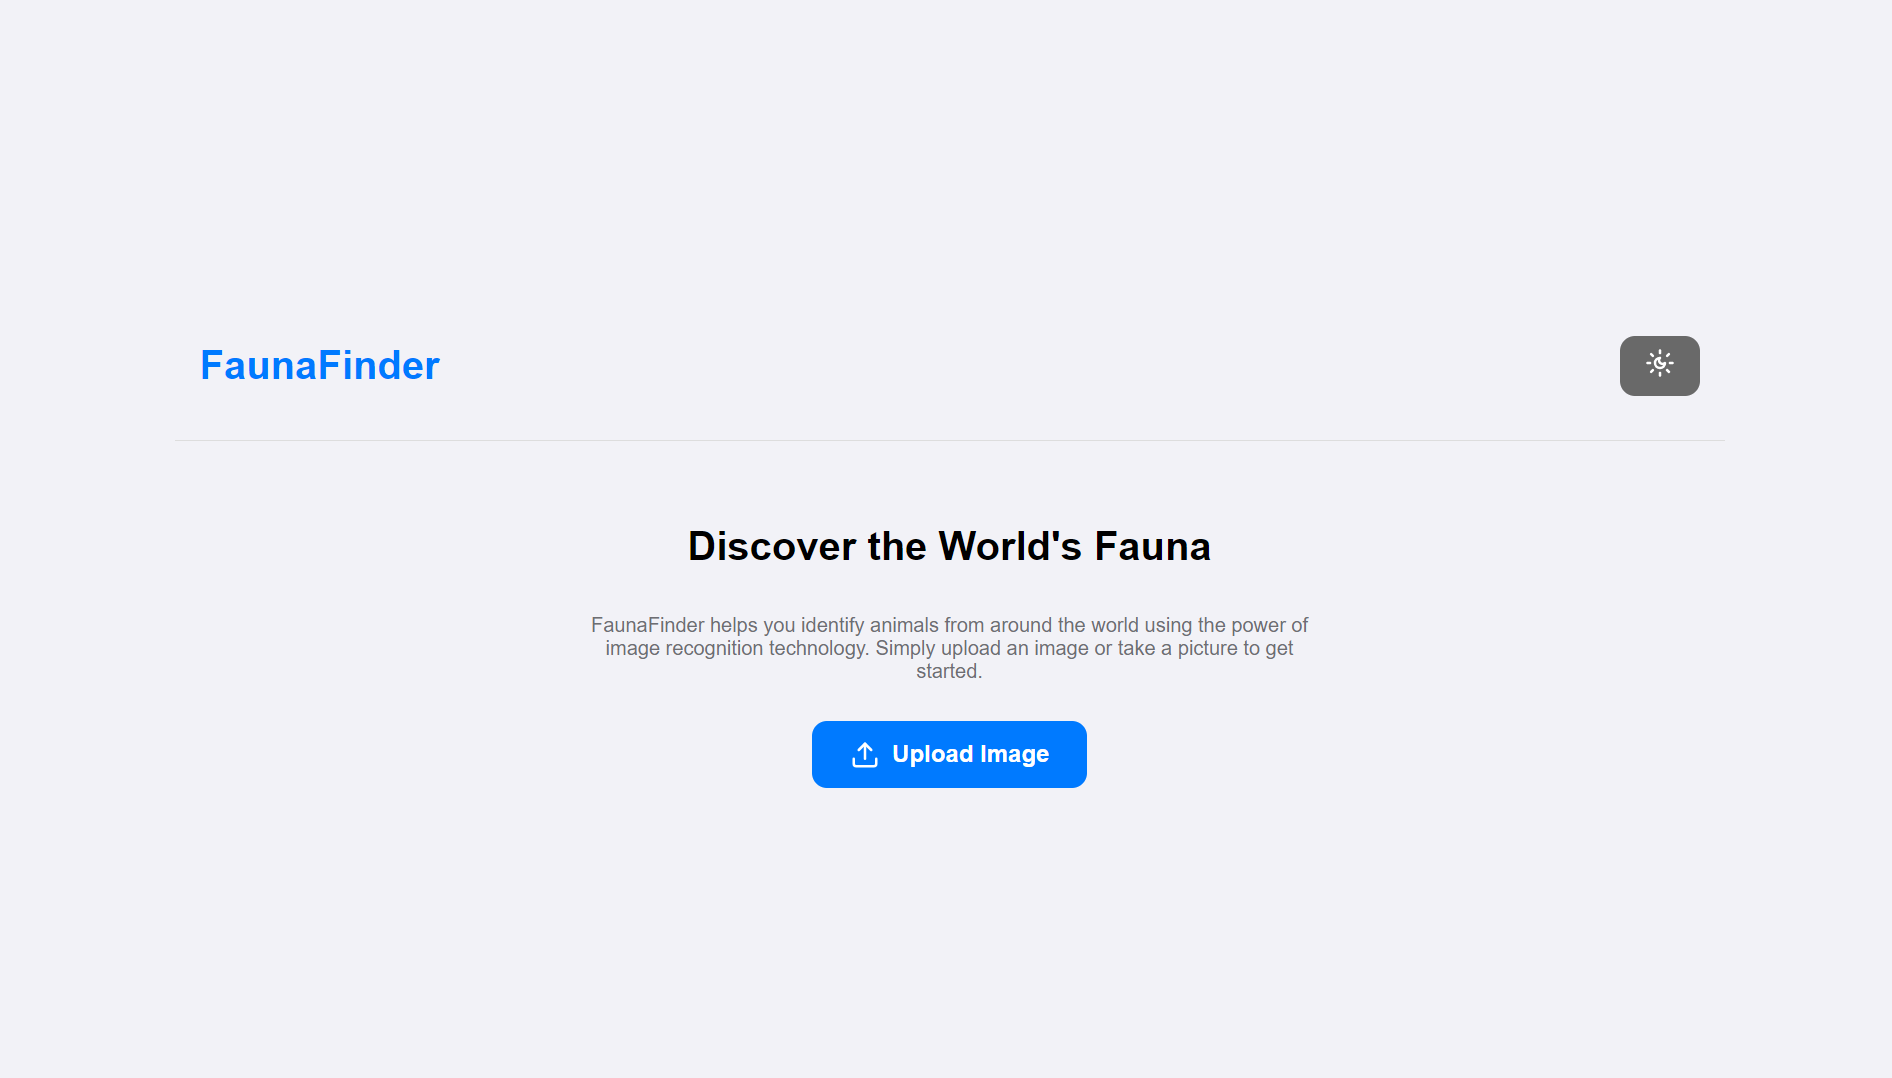 FaunaFinder
Discover the World's Fauna
FaunaFinder helps you identify animals from around the world using the power of
image recognition technology. Simply upload an image or take a picture to get
started.
Upload Image